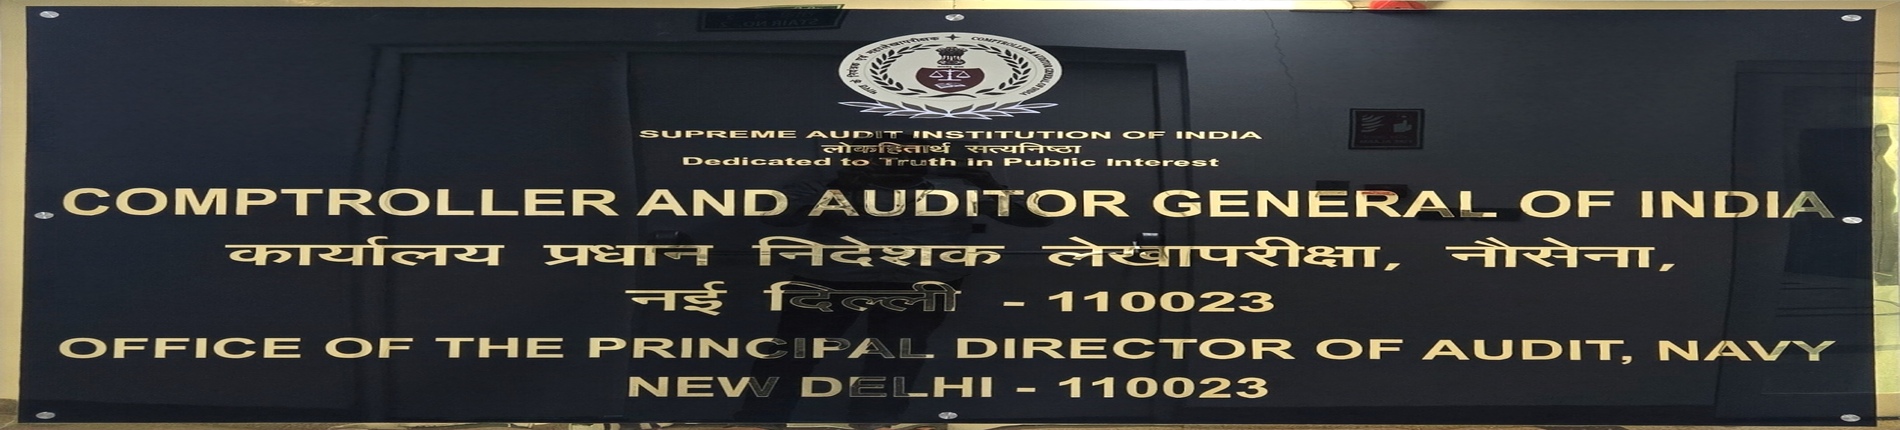 SUPREME AUDIT INSTITUTION OF INDIA
लोकहितार्थ सत्यनिष्ठा
Dedicated to Truth in Public Interest
COMPTROLLER AND AUDITOR GENERAL OF INDIA
कार्यालय प्रधान निदेशक लेखापरीक्षा, नौसेना,
नई दिल्ली - 110023
OFFICE OF THE PRINCIPAL DIRECTOR OF AUDIT, NAVY
NEW DELHI - 110023